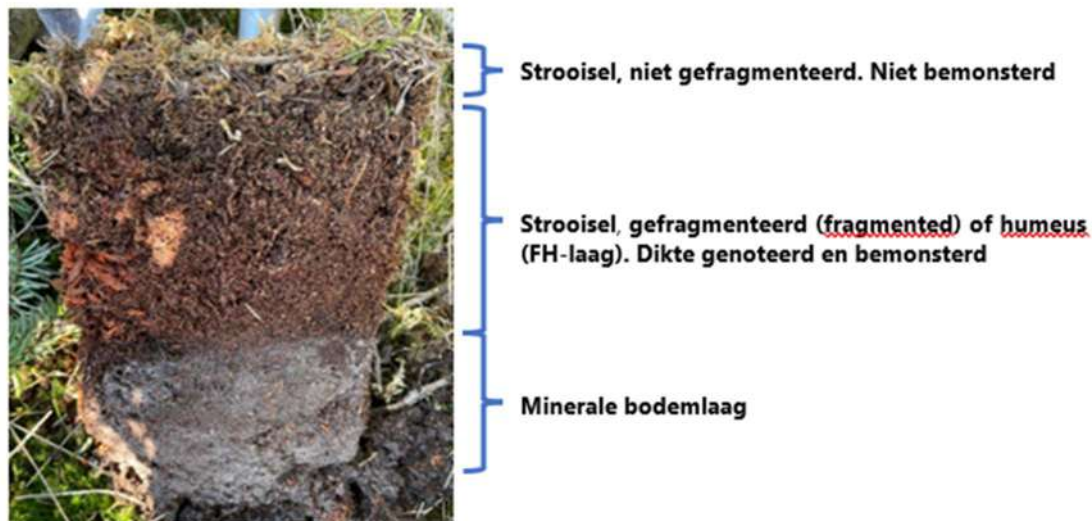 Strooisel, niet gefragmenteerd. Niet bemonsterd
Strooisel, gefragmenteerd (fragmented) of humeus
(FH-laag). Dikte genoteerd en bemonsterd
Minerale bodemlaag